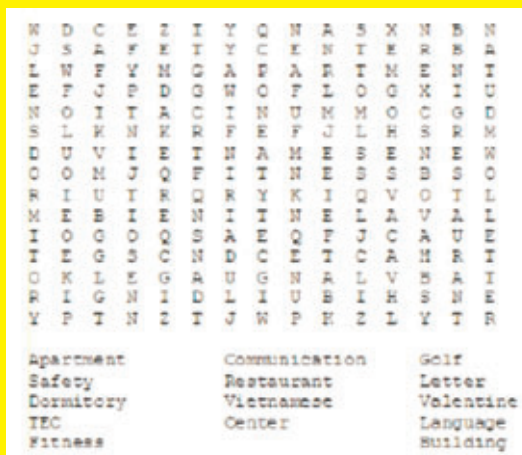 W D C E Z I Y Q N A S X N B N
J S A F E T Y C E N T E R B A
L W F Y M G A P A R T M E N T
E F J P D G W O F L O G X I U
N O I T A C I N U M M O C G D
S L K N K R F E F J L H S R M
D U V I E T N A M E S E N E W
O O M J Q F I T N E S S B S O
R I U T R Q R Y K I Q V O T L
M E B I E N I T N E L A V A L
I O G O Q S A E Q F J C A U E
T E G S C N D C E T C A M R T
O K L E G A U G N A L V B A T
R I G N I D L I U B I H S N E
Y P T N Z T J W P K Z L Y T R
Apartment Communication Golf
Safety Restaurant Letter
Dormitory Vietnamese Valentine
TEC Center Language
Fitness Building